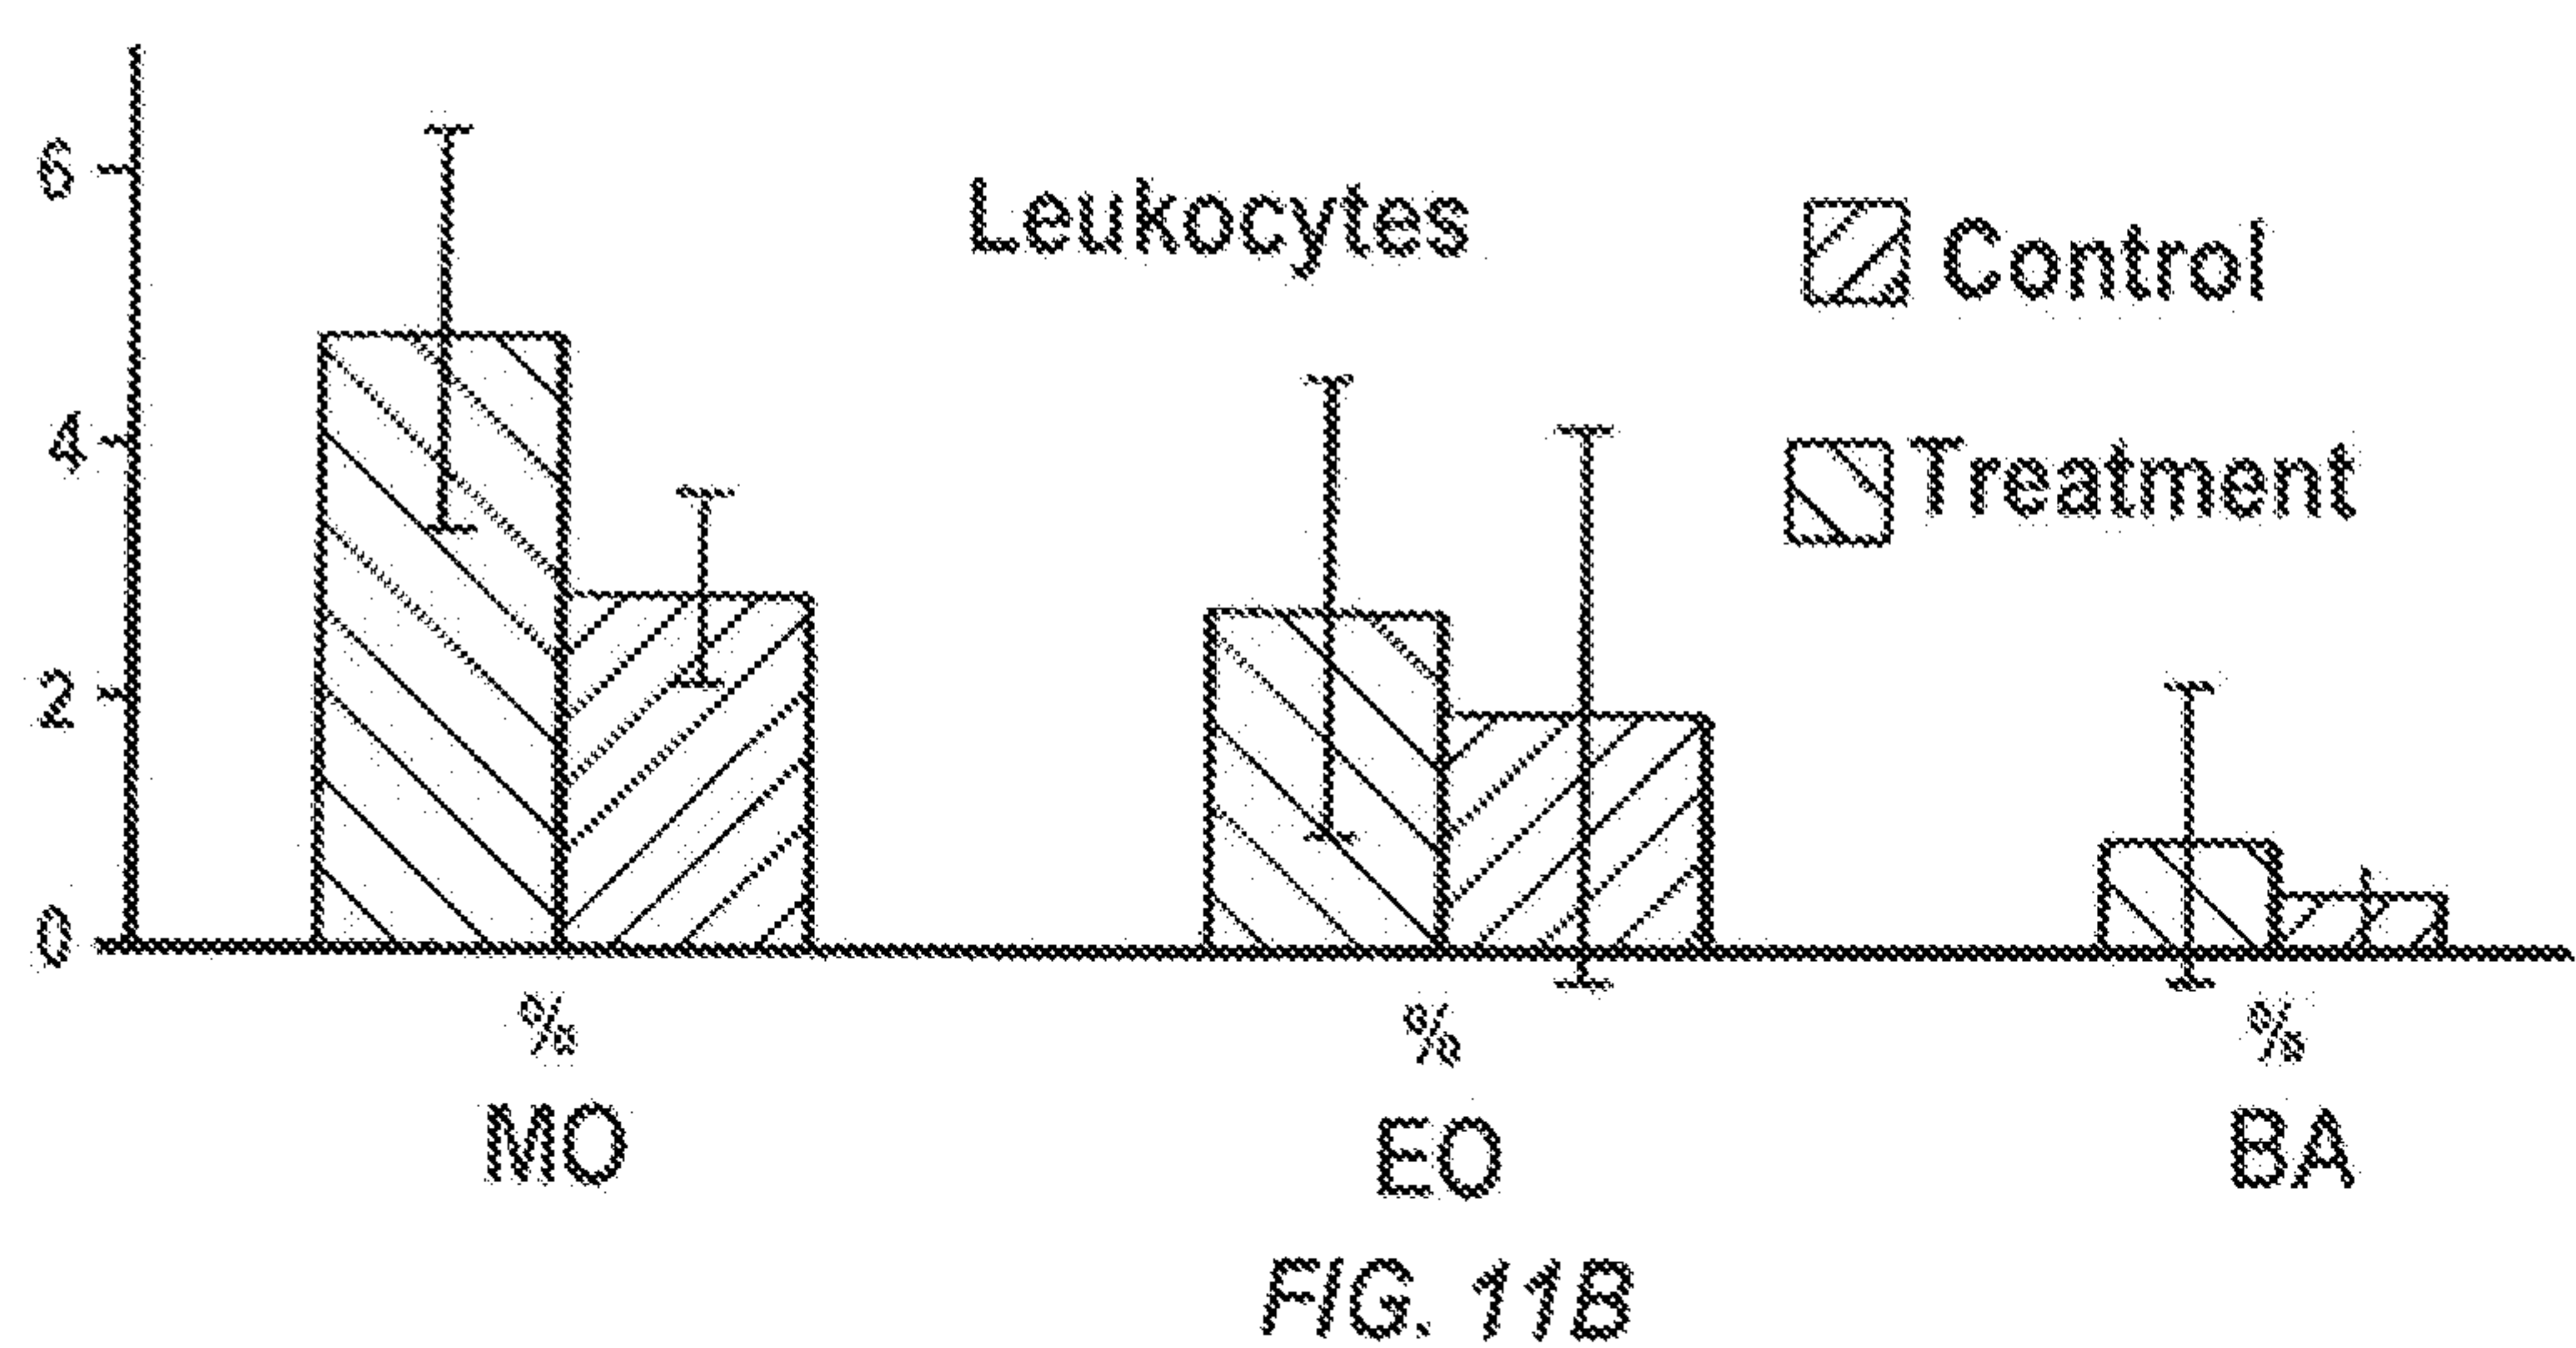 6
4
2
0
Leukocytes
Control
Treatment
% % %
MO EO BA
FIG. 11B